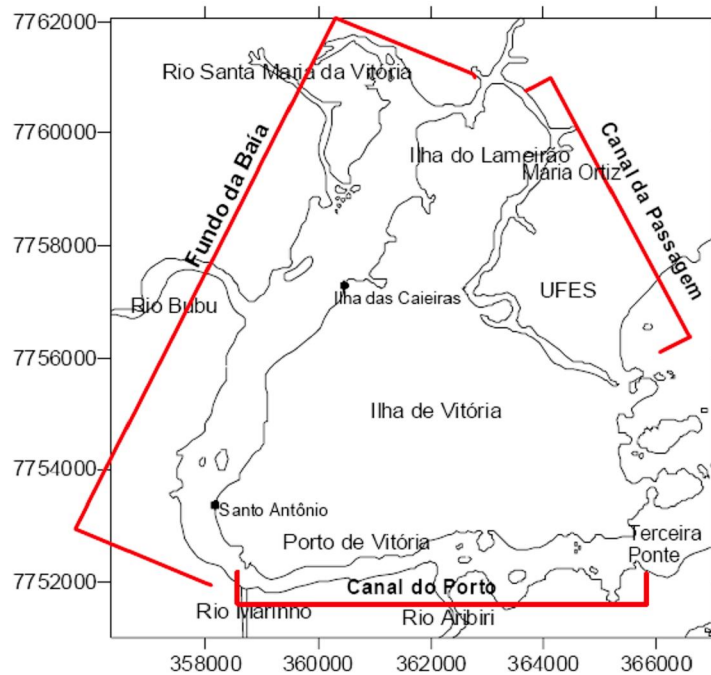 7762000
Rio Santa Maria da Vitória
7760000
Ilha do Lameirão
Maria Ortiz
Canal da Passagem
Fundo da Baía
7758000
Ilha das Caieiras
UFES
Rio Bubu
7756000
Ilha de Vitória
7754000
Santo Antônio
Porto de Vitória
Terceira
Ponte
7752000
Canal do Porto
Rio Marinho
Rio Aribiri
358000
360000
362000
364000
366000